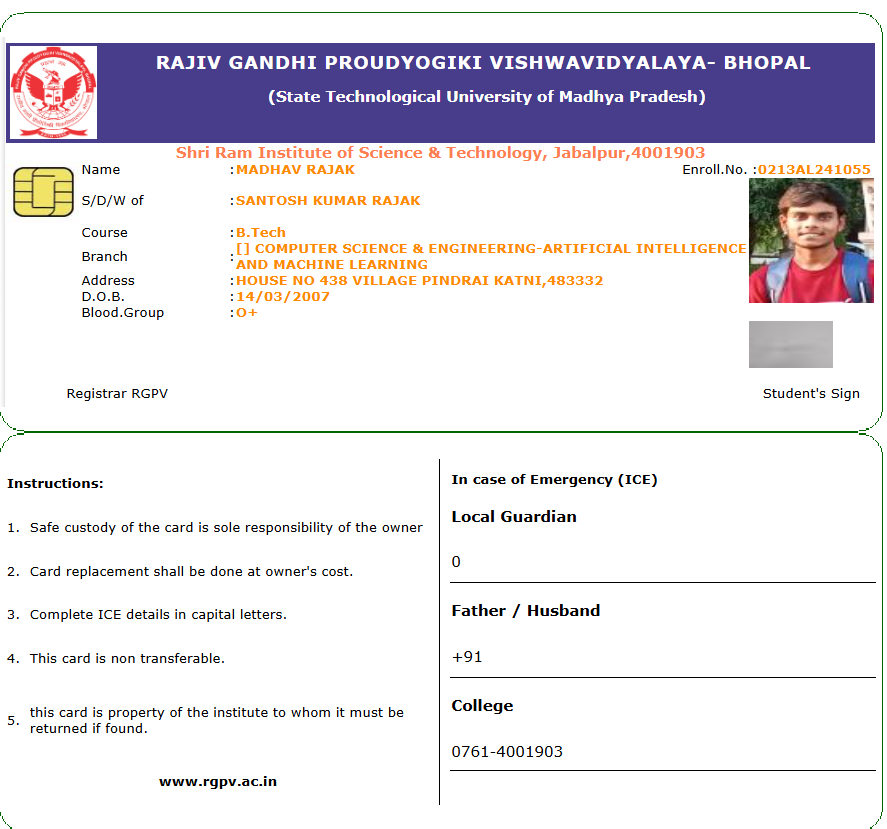 RAJIV GANDHI PROUDYOGIKI VISHWAVIDYALAYA- BHOPAL
(State Technological University of Madhya Pradesh)
Shri Ram Institute of Science & Technology, Jabalpur,4001903
Name :MADHAV RAJAK Enroll.No. :0213AL241055
S/D/W of :SANTOSH KUMAR RAJAK
Course :B.Tech
Branch :[] COMPUTER SCIENCE & ENGINEERING-ARTIFICIAL INTELLIGENCE
AND MACHINE LEARNING
Address :HOUSE NO 438 VILLAGE PINDRAI KATNI,483332
D.O.B. :14/03/2007
Blood.Group :O+
Registrar RGPV Student's Sign
Instructions:
1. Safe custody of the card is sole responsibility of the owner
2. Card replacement shall be done at owner's cost.
3. Complete ICE details in capital letters.
4. This card is non transferable.
5. this card is property of the institute to whom it must be
returned if found.
www.rgpv.ac.in
In case of Emergency (ICE)
Local Guardian
0
Father / Husband
+91
College
0761-4001903